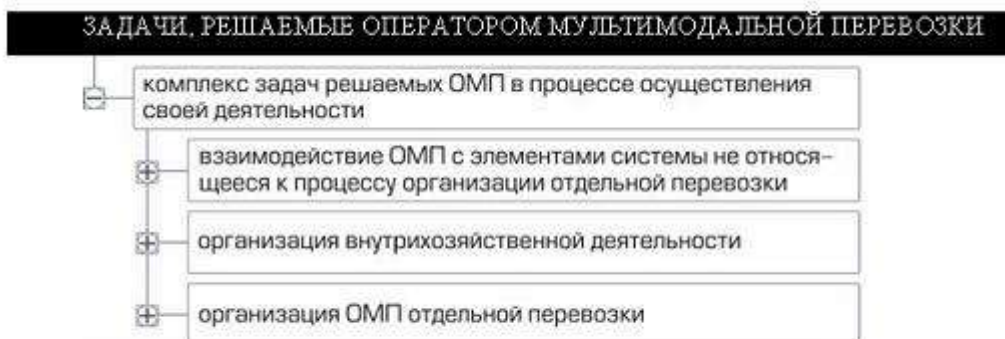 ЗАДАЧИ, РЕШАЕМЫЕ ОПЕРАТОРОМ МУЛЬТИМОДАЛЬНОЙ ПЕРЕВОЗКИ
комплекс задач решаемых ОМП в процессе осуществления
своей деятельности
взаимодействие ОМП с элементами системы не относя-
щееся к процессу организации отдельной перевозки
организация внутрихозяйственной деятельности
организация ОМП отдельной перевозки